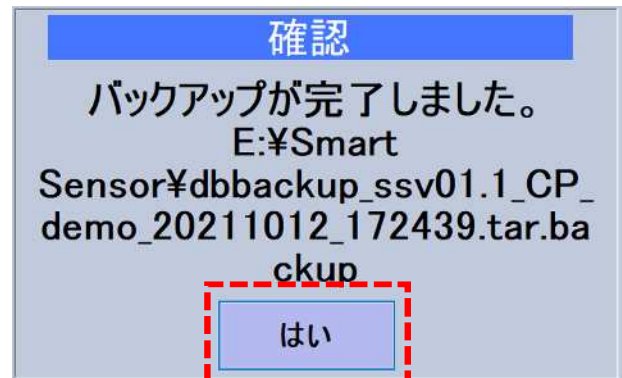 確認
バックアップが完了しました。
E:¥Smart
Sensor¥dbbackup_ssv01.1_CP_
demo_20211012_172439.tar.ba
ckup
はい